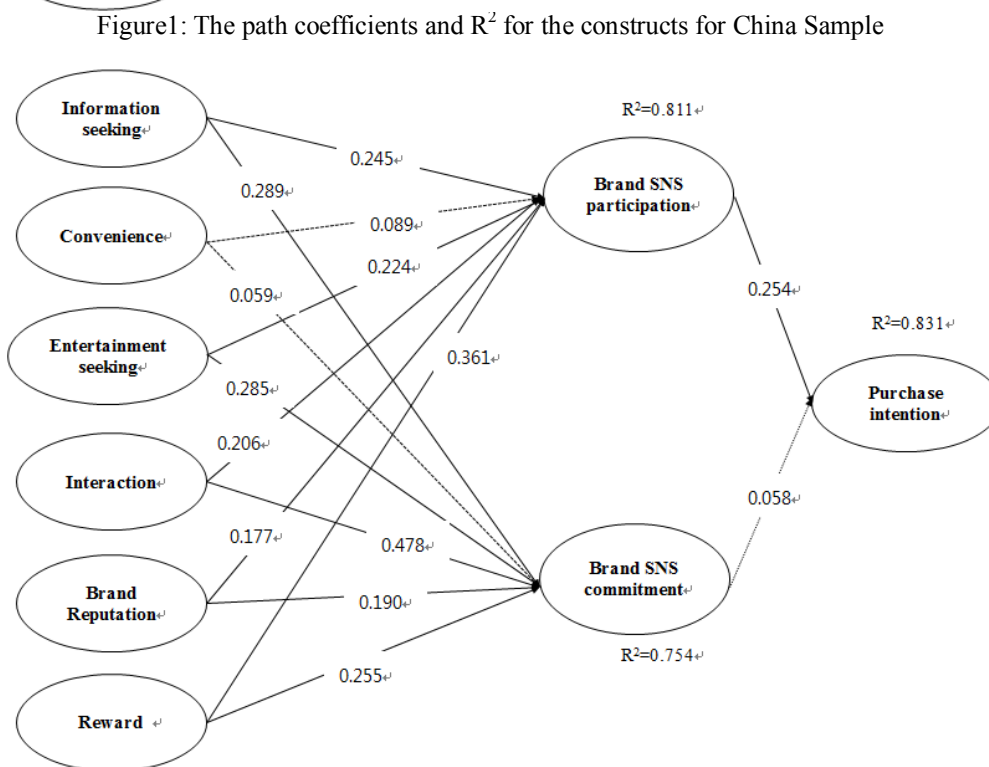 Figure1: The path coefficients and R² for the constructs for China Sample
Information
seeking↵
R²=0.811↵
0.245↵
0.289↵
Brand SNS
participation↵
Convenience↵
0.089↵
0.224↵
0.059↵
0.254↵
R²=0.831↵
Entertainment
seeking↵
0.361↵
0.285↵
Purchase
intention↵
0.206↵
Interaction↵
0.058↵
0.177↵
0.478↵
Brand SNS
commitment↵
Brand
Reputation↵
0.190↵
R²=0.754↵
0.255↵
Reward ↵